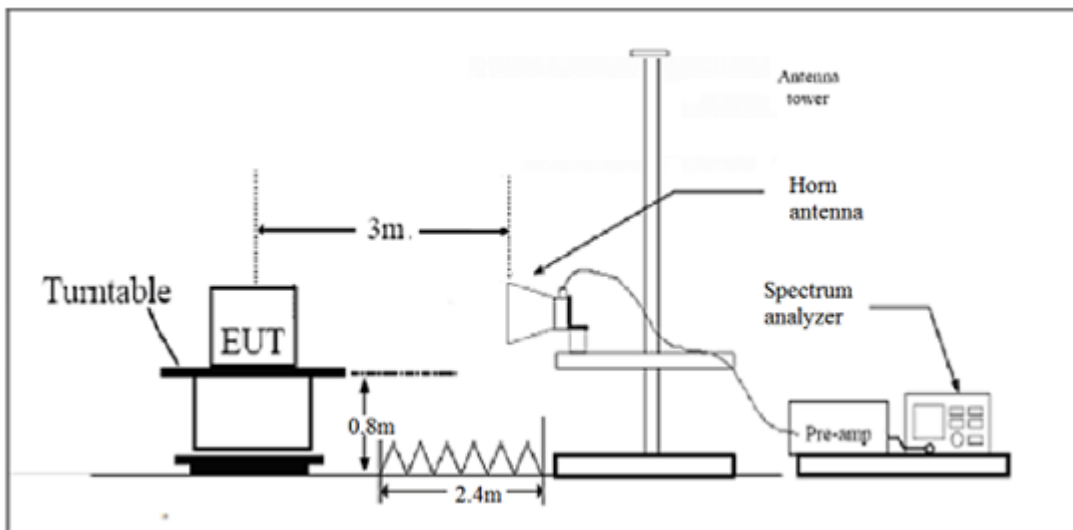 Antenna
tower
Horn
antenna
3m.
Turntable
Spectrum
analyzer
EUT
0.8m
Pre-amp
2.4m